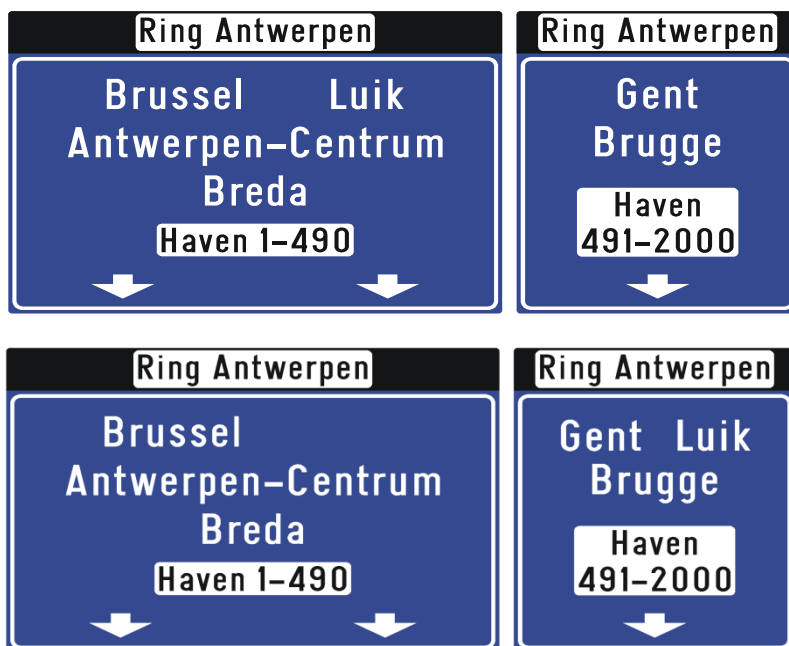 Ring Antwerpen
Brussel Luik
Antwerpen-Centrum
Breda
Haven 1-490
Ring Antwerpen
Gent
Brugge
Haven
491-2000
Ring Antwerpen
Brussel
Antwerpen-Centrum
Breda
Haven 1-490
Ring Antwerpen
Gent Luik
Brugge
Haven
491-2000